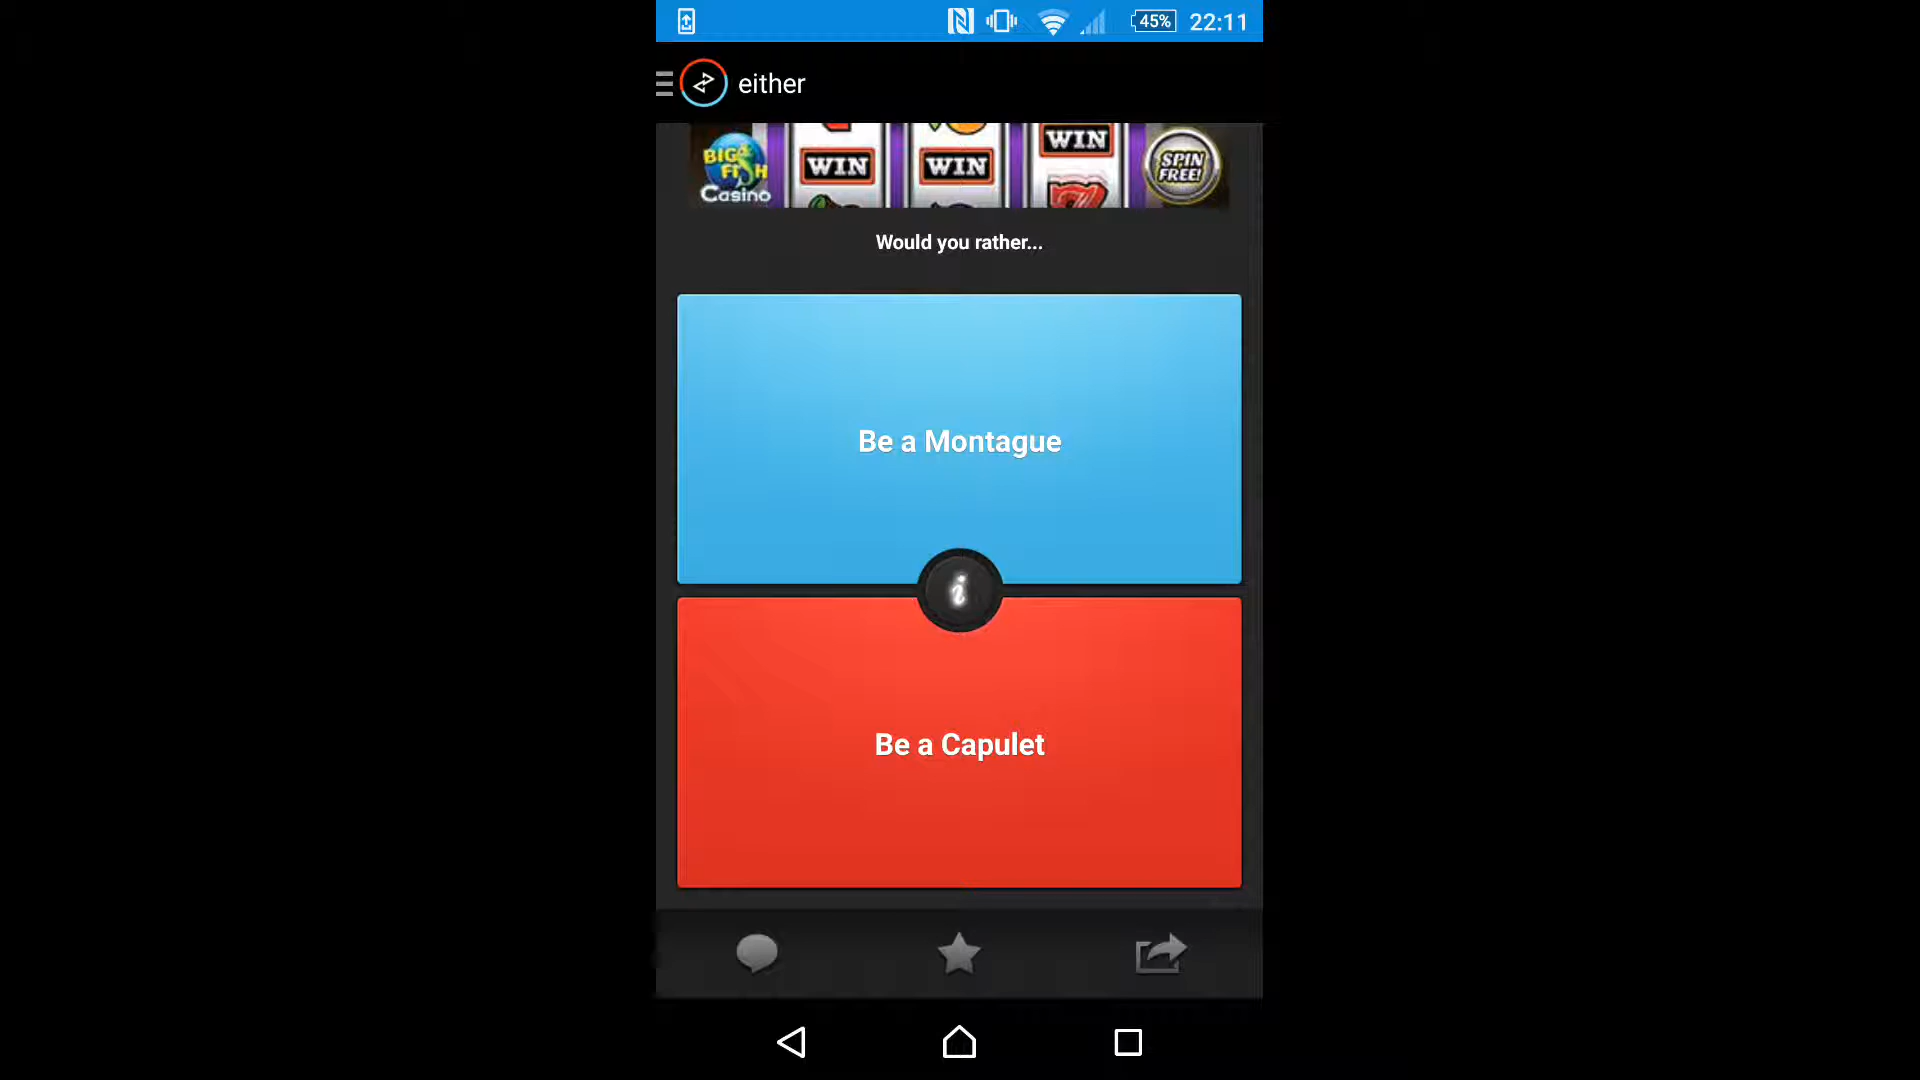 45% 22:11
either
BIG FISH Casino
WIN WIN WIN
SPIN FREE!
Would you rather...
Be a Montague
i
Be a Capulet